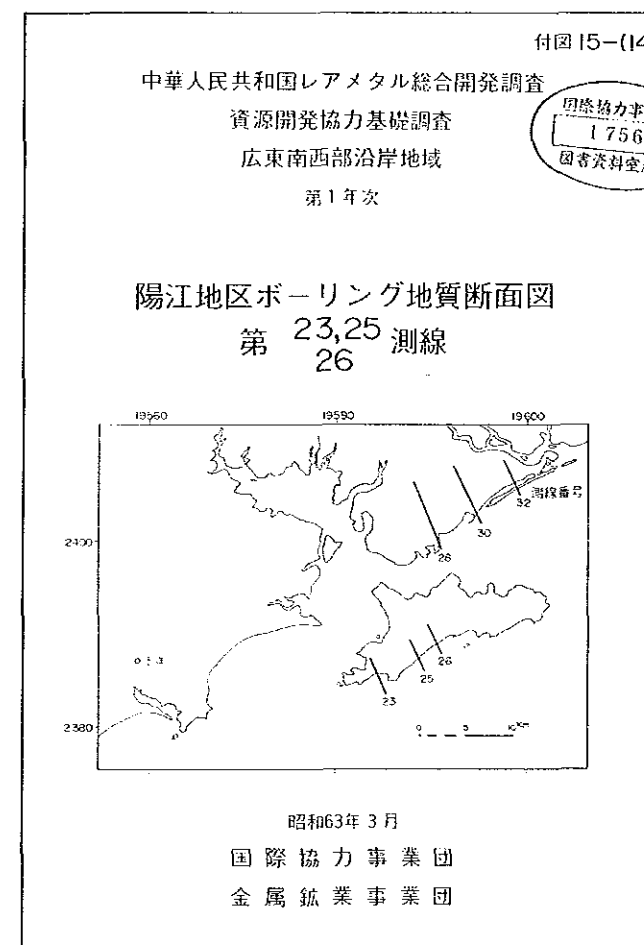 付図15-(14
中華人民共和国レアメタル総合開発調査
資源開発協力基礎調査
広東南西部沿岸地域
第1年次
国際協力事
1756
図書資料室
陽江地区ボーリング地質断面図
第 23,25 測線
26
19560 19580 19600
測線番号
32
30
28
2400
26
25
23
2380
0 5 10Km
昭和63年3月
国際協力事業団
金属鉱業事業団